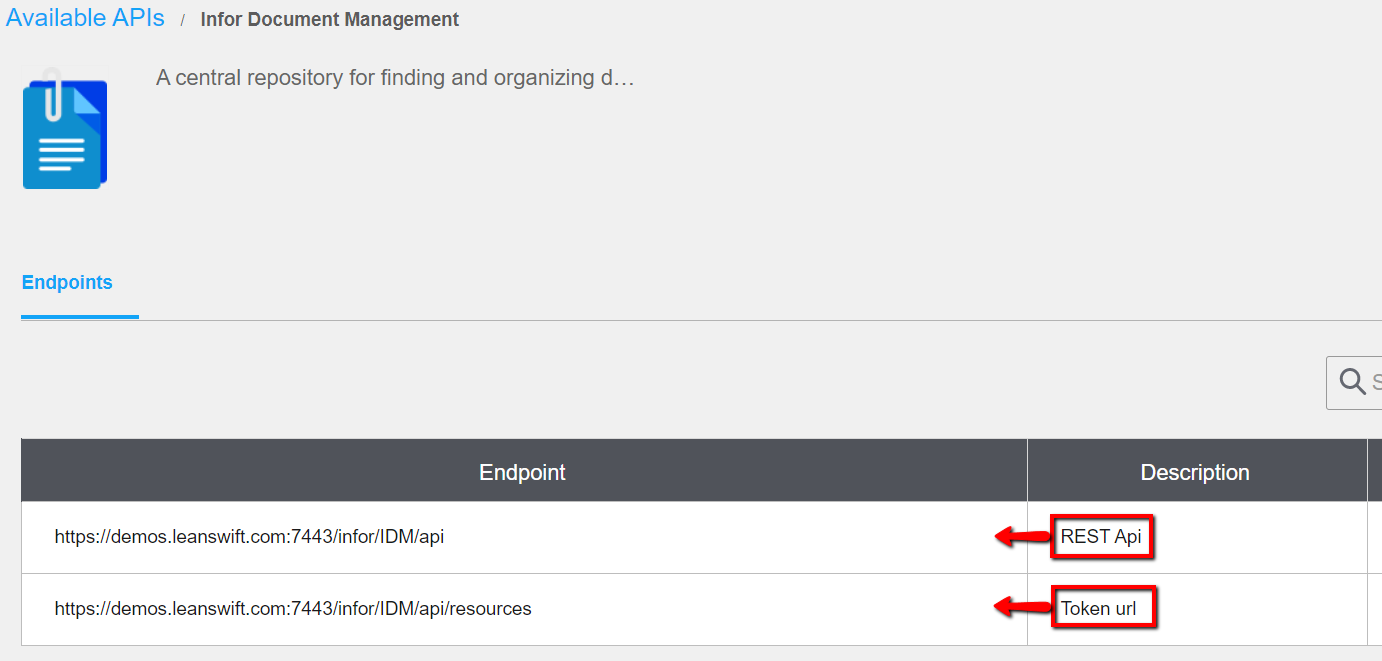 Available APIs / Infor Document Management
A central repository for finding and organizing d…
Endpoints
Endpoint Description
https://demos.leanswift.com:7443/infor/IDM/api REST Api
https://demos.leanswift.com:7443/infor/IDM/api/resources Token url